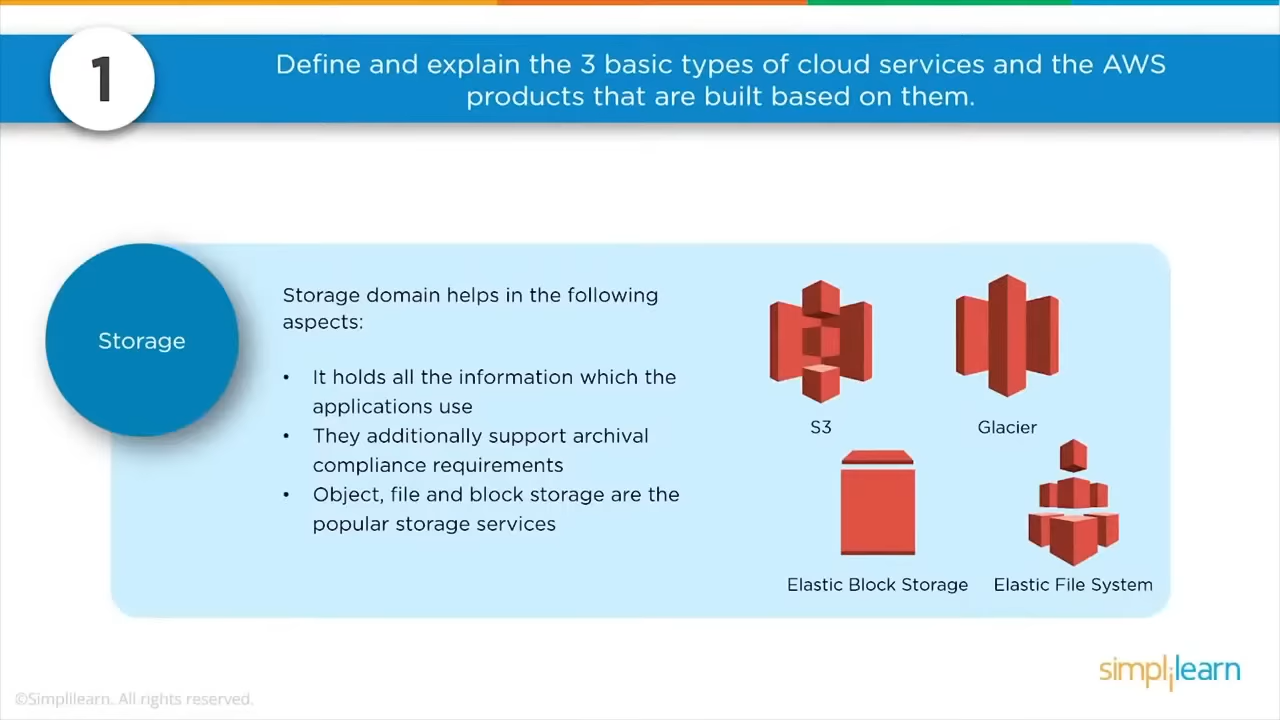 1
Define and explain the 3 basic types of cloud services and the AWS
products that are built based on them.
Storage
Storage domain helps in the following
aspects:
• It holds all the information which the
applications use
• They additionally support archival
compliance requirements
• Object, file and block storage are the
popular storage services
S3
Glacier
Elastic Block Storage
Elastic File System
simplilearn
©Simplilearn. All rights reserved.